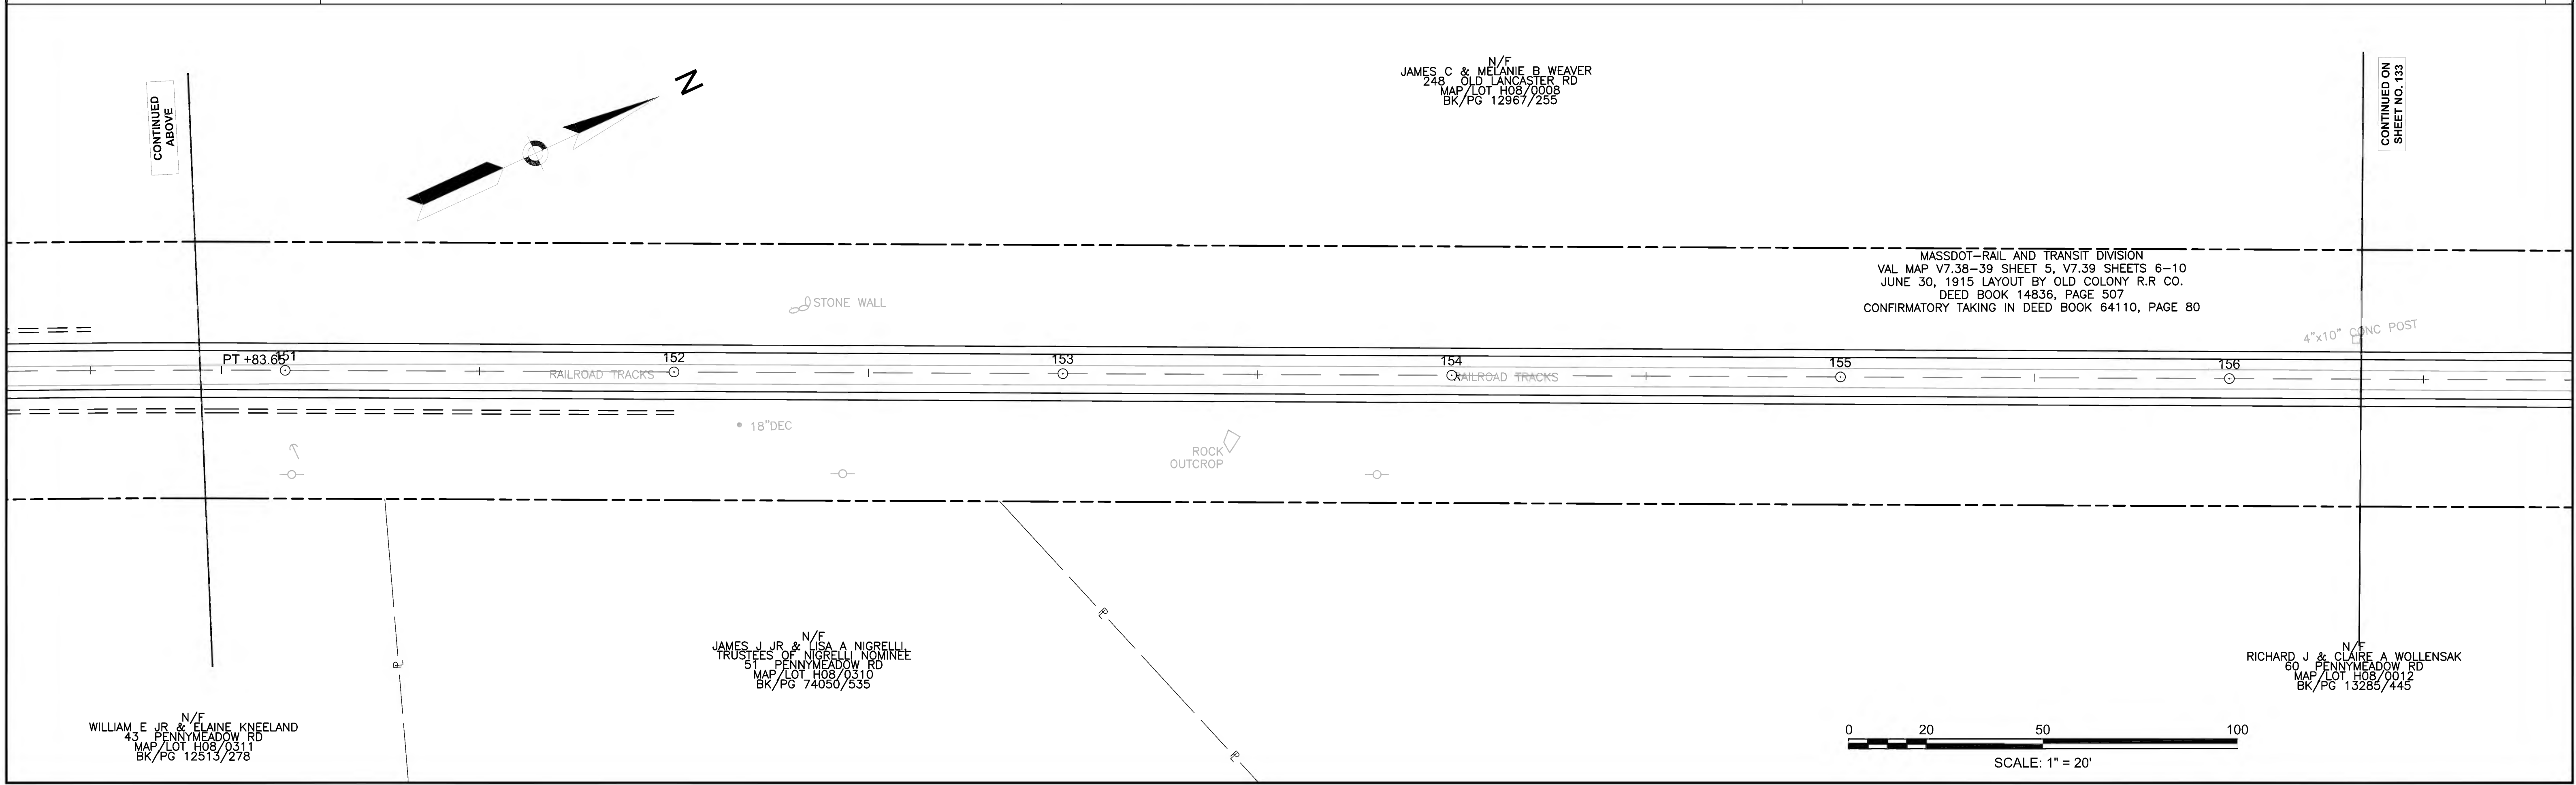 CONTINUED
ABOVE
N
N/F
JAMES C & MELANIE B WEAVER
248 OLD LANCASTER RD
MAP/LOT H08/0008
BK/PG 12967/255
CONTINUED ON
SHEET NO. 133
MASSDOT-RAIL AND TRANSIT DIVISION
VAL MAP V7.38-39 SHEET 5, V7.39 SHEETS 6-10
JUNE 30, 1915 LAYOUT BY OLD COLONY R.R CO.
DEED BOOK 14836, PAGE 507
CONFIRMATORY TAKING IN DEED BOOK 64110, PAGE 80
STONE WALL
4"x10" CONC POST
PT +83.65
151
152
153
154
155
156
RAILROAD TRACKS
RAILROAD TRACKS
18"DEC
ROCK
OUTCROP
PL
PL
PL
N/F
JAMES J JR & LISA A NIGRELLI,
TRUSTEES OF NIGRELLI NOMINEE
51 PENNYMEADOW RD
MAP/LOT H08/0310
BK/PG 74050/535
N/F
RICHARD J & CLAIRE A WOLLENSAK
60 PENNYMEADOW RD
MAP/LOT H08/0012
BK/PG 13285/445
N/F
WILLIAM E JR & ELAINE KNEELAND
43 PENNYMEADOW RD
MAP/LOT H08/0311
BK/PG 12513/278
0 20 50 100
SCALE: 1" = 20'